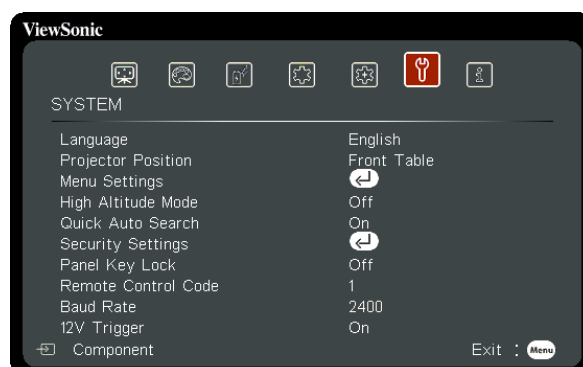 ViewSonic
SYSTEM
Language English
Projector Position Front Table
Menu Settings
High Altitude Mode Off
Quick Auto Search On
Security Settings
Panel Key Lock Off
Remote Control Code 1
Baud Rate 2400
12V Trigger On
Component Exit : Menu